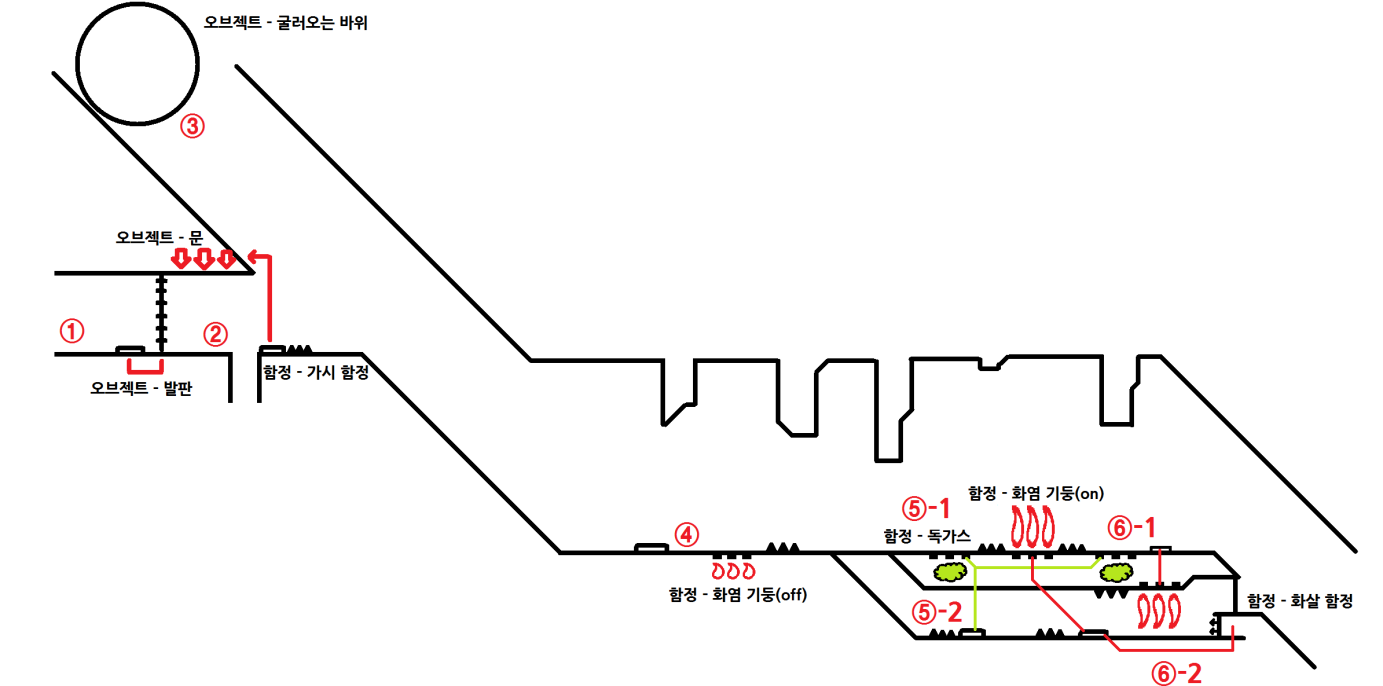 오브젝트 - 굴러오는 바위
③
오브젝트 - 문
①
②
함정 - 가시 함정
오브젝트 - 발판
함정 - 화염 기둥(on)
⑤-1
⑥-1
함정 - 독가스
④
함정 - 화염 기둥(off)
⑤-2
함정 - 화살 함정
⑥-2